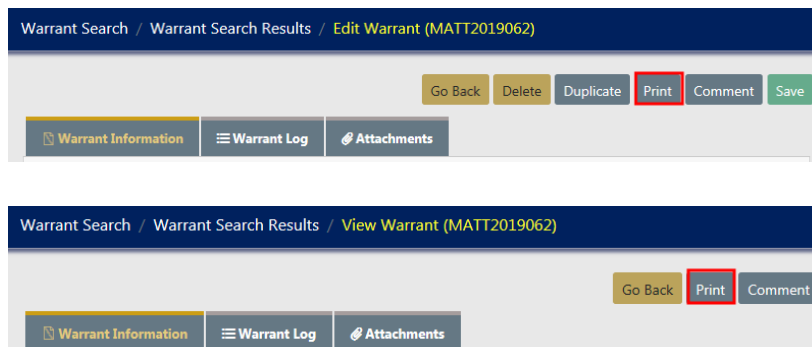 Warrant Search / Warrant Search Results / Edit Warrant (MATT2019062)
Go Back Delete Duplicate Print Comment Save
Warrant Information Warrant Log Attachments
Warrant Search / Warrant Search Results / View Warrant (MATT2019062)
Go Back Print Comment
Warrant Information Warrant Log Attachments